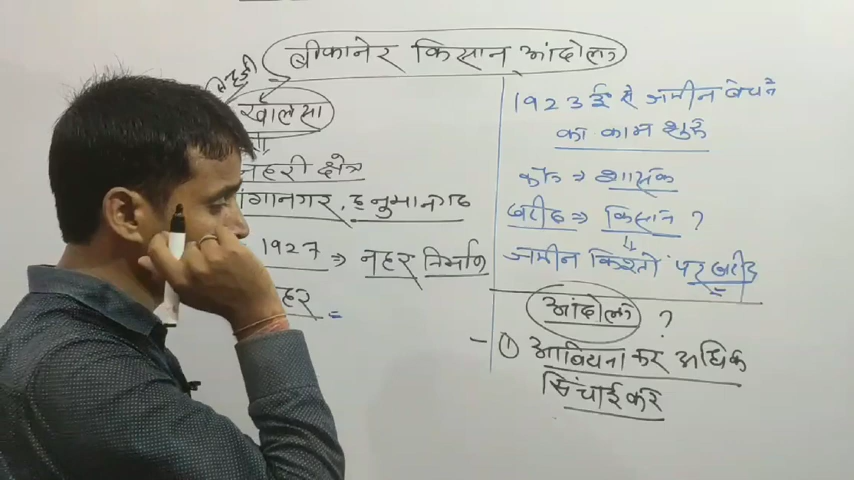 बीकानेर किसान आंदोलन
खालसा
नहरी क्षेत्र
गंगानगर, हनुमानगढ
1927 ⇒ नहर निर्माण
नहर =
1923 ई से जमीन बेचने
का काम शुरू
कौन ⇒ शासक
खरीद ⇒ किसान ?
जमीन किश्तों पर खरीद
आंदोलन ?
- ① आबियाना कर अधिक
सिंचाई कर